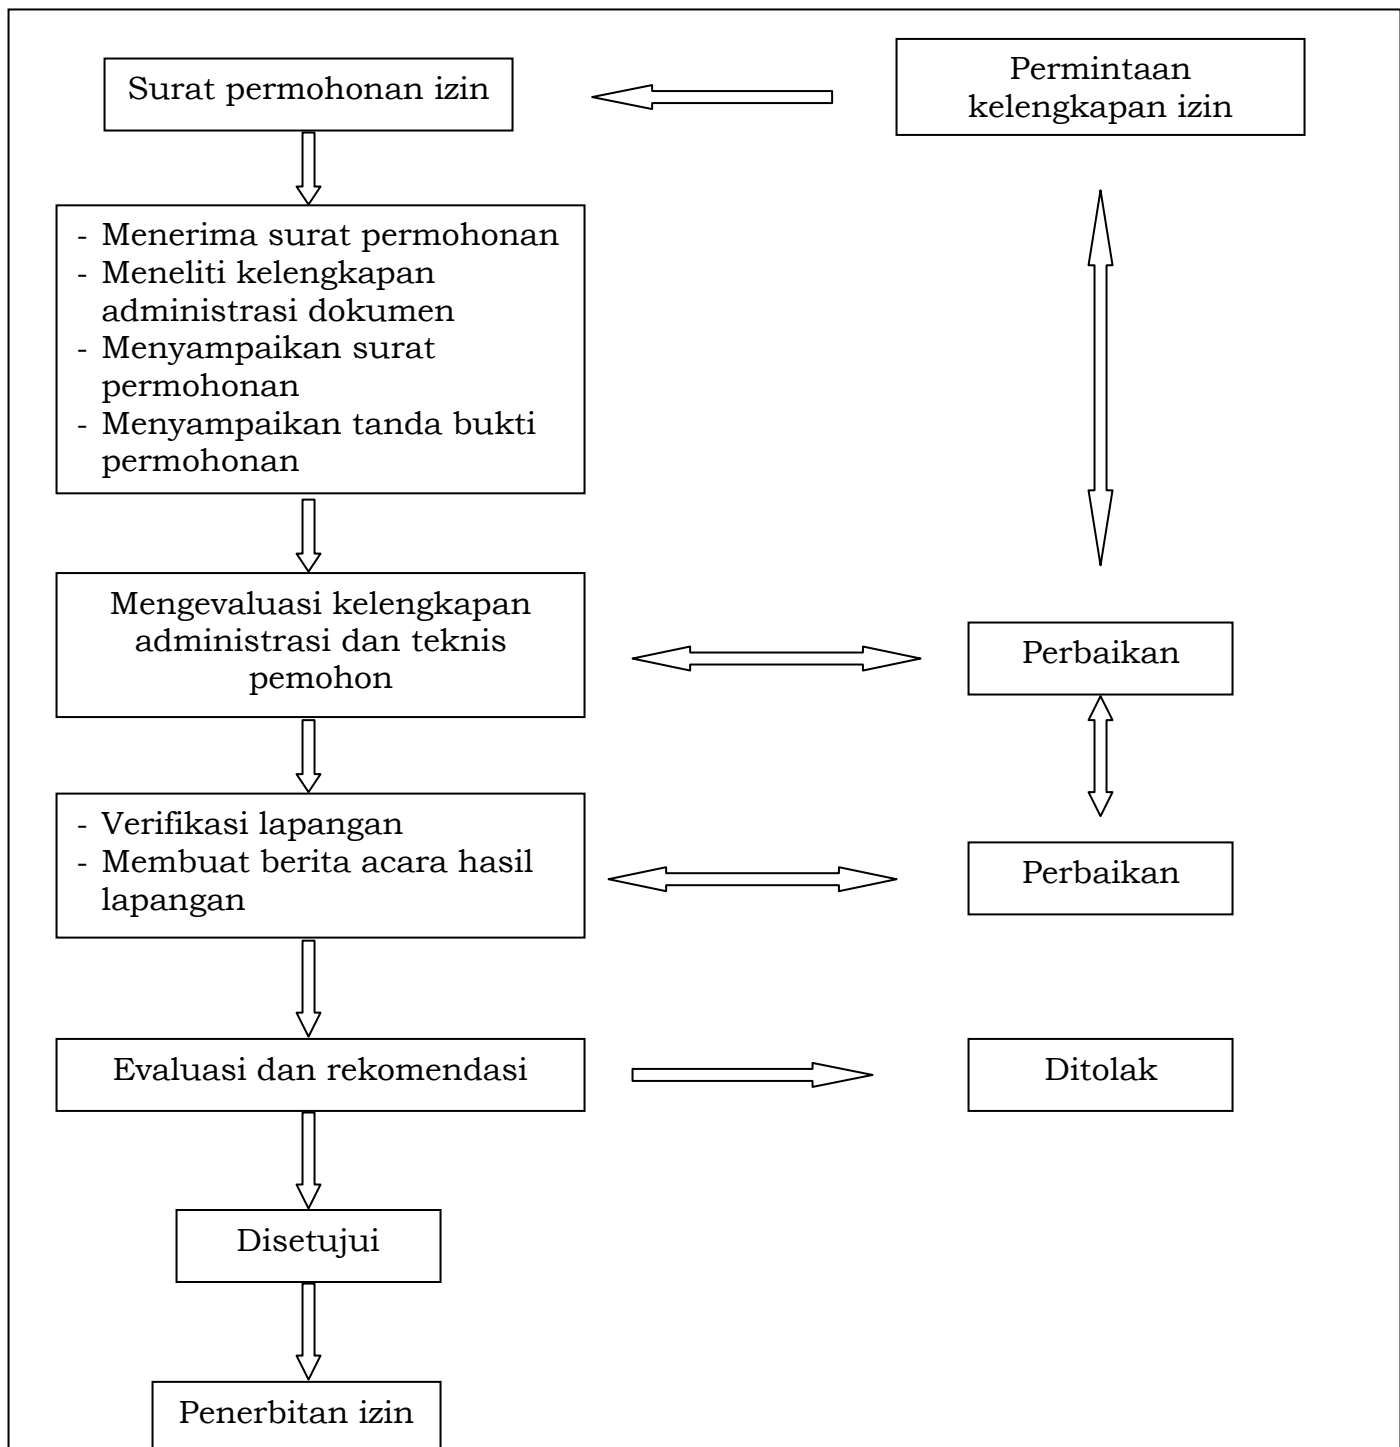 Surat permohonan izin
Permintaan
kelengkapan izin
- Menerima surat permohonan
- Meneliti kelengkapan
administrasi dokumen
- Menyampaikan surat
permohonan
- Menyampaikan tanda bukti
permohonan
Mengevaluasi kelengkapan
administrasi dan teknis
pemohon
Perbaikan
- Verifikasi lapangan
- Membuat berita acara hasil
lapangan
Perbaikan
Evaluasi dan rekomendasi
Ditolak
Disetujui
Penerbitan izin